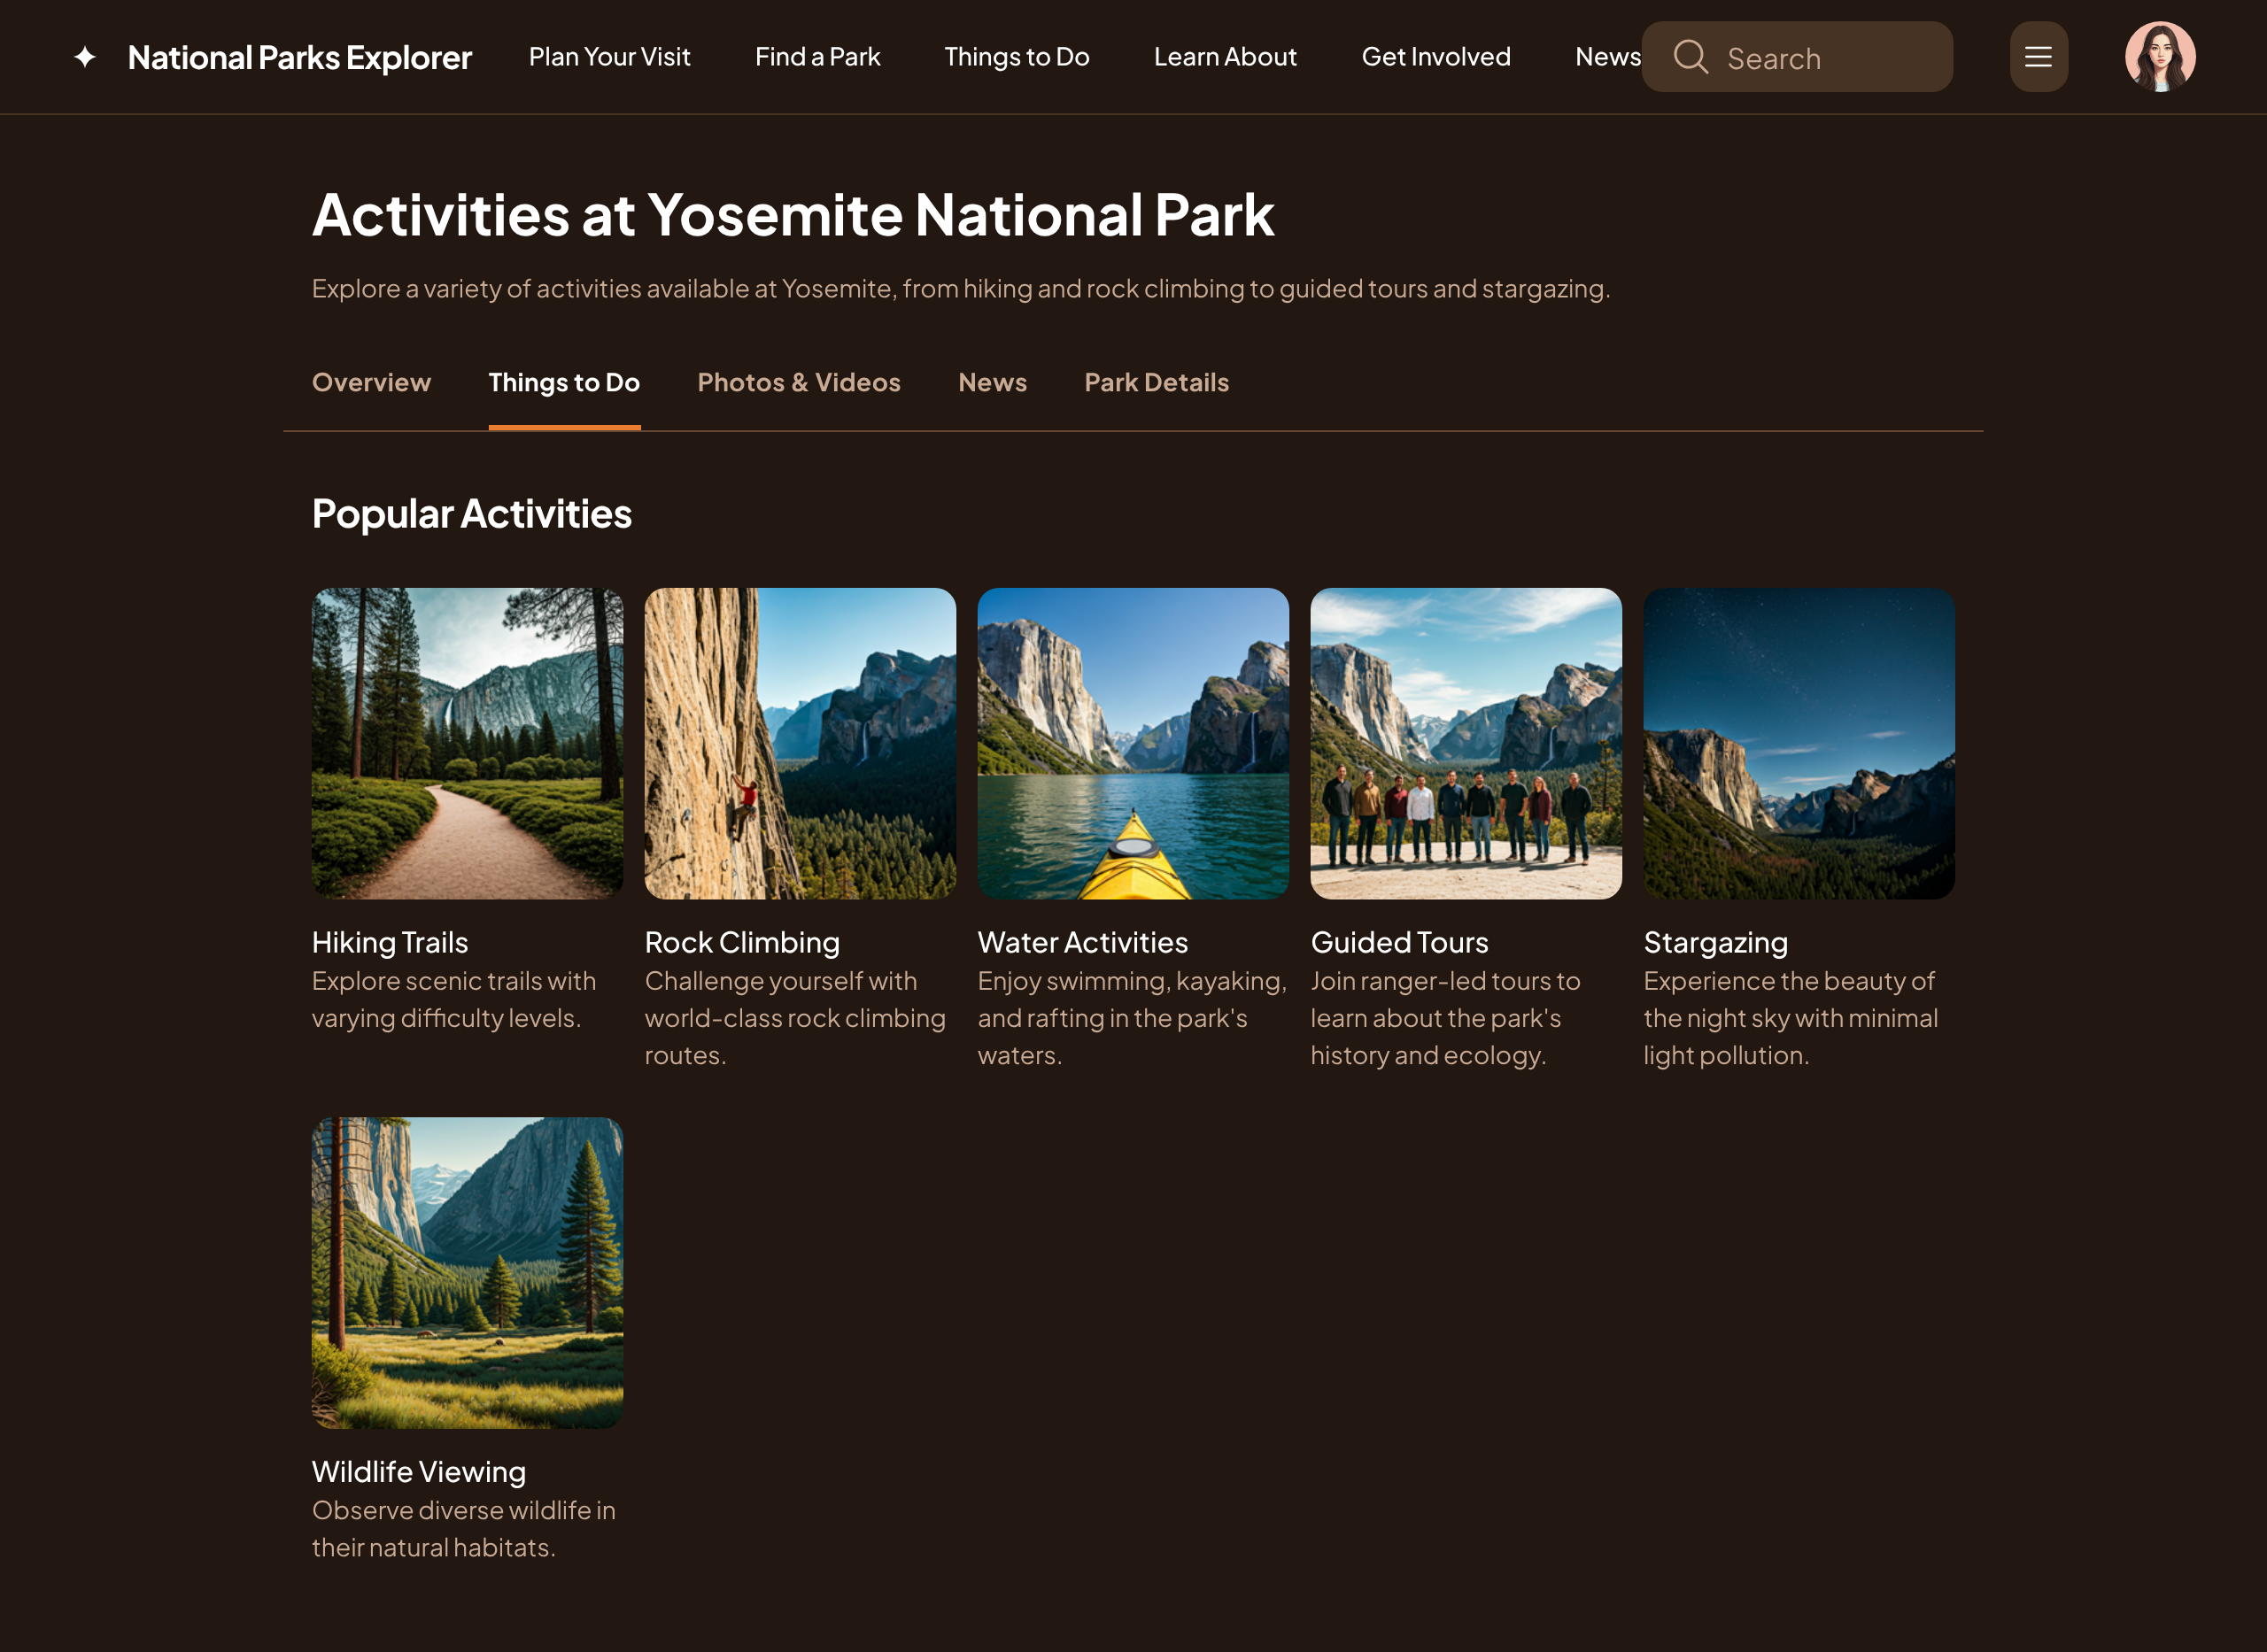 National Parks Explorer
Plan Your Visit
Find a Park
Things to Do
Learn About
Get Involved
News
Search
Activities at Yosemite National Park
Explore a variety of activities available at Yosemite, from hiking and rock climbing to guided tours and stargazing.
Overview
Things to Do
Photos & Videos
News
Park Details
Popular Activities
Hiking Trails
Explore scenic trails with
varying difficulty levels.
Rock Climbing
Challenge yourself with
world-class rock climbing
routes.
Water Activities
Enjoy swimming, kayaking,
and rafting in the park's
waters.
Guided Tours
Join ranger-led tours to
learn about the park's
history and ecology.
Stargazing
Experience the beauty of
the night sky with minimal
light pollution.
Wildlife Viewing
Observe diverse wildlife in
their natural habitats.